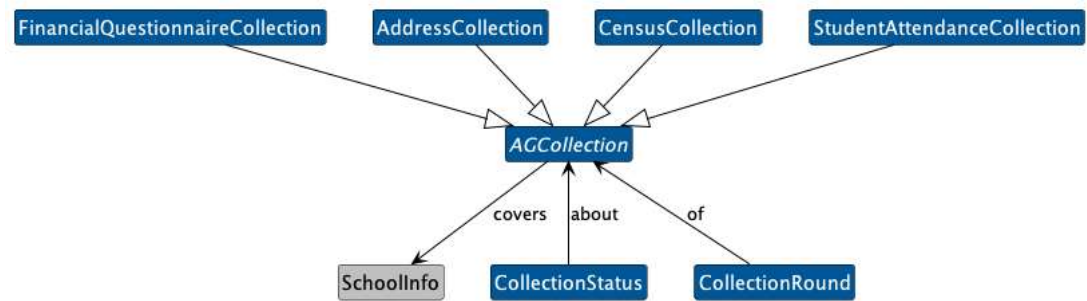 FinancialQuestionnaireCollection
AddressCollection
CensusCollection
StudentAttendanceCollection
AGCollection
covers
about
of
SchoolInfo
CollectionStatus
CollectionRound